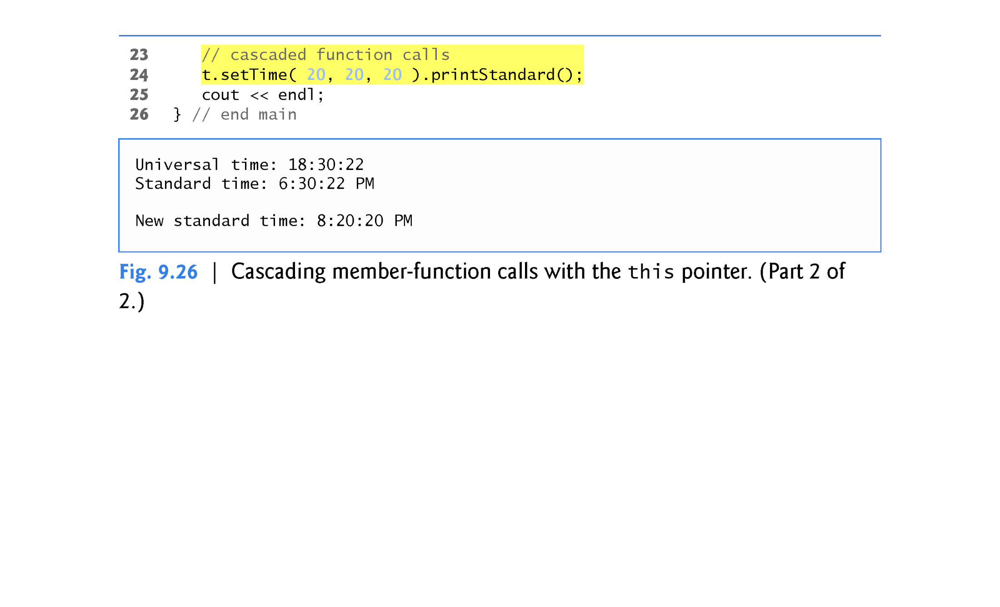 23 // cascaded function calls
24 t.setTime( 20, 20, 20 ).printStandard();
25 cout << endl;
26 } // end main
Universal time: 18:30:22
Standard time: 6:30:22 PM
New standard time: 8:20:20 PM
Fig. 9.26 | Cascading member-function calls with the this pointer. (Part 2 of
2.)